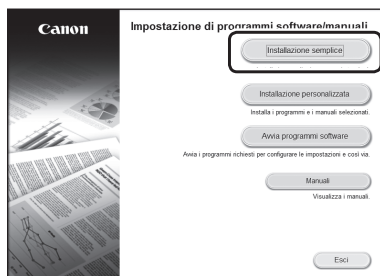 Canon
Impostazione di programmi software/manuali
Installazione semplice
Installazione personalizzata
Installa i programmi e i manuali selezionati.
Avvia programmi software
Avvia i programmi richiesti per configurare le impostazioni e così via.
Manuali
Visualizza i manuali.
Esci